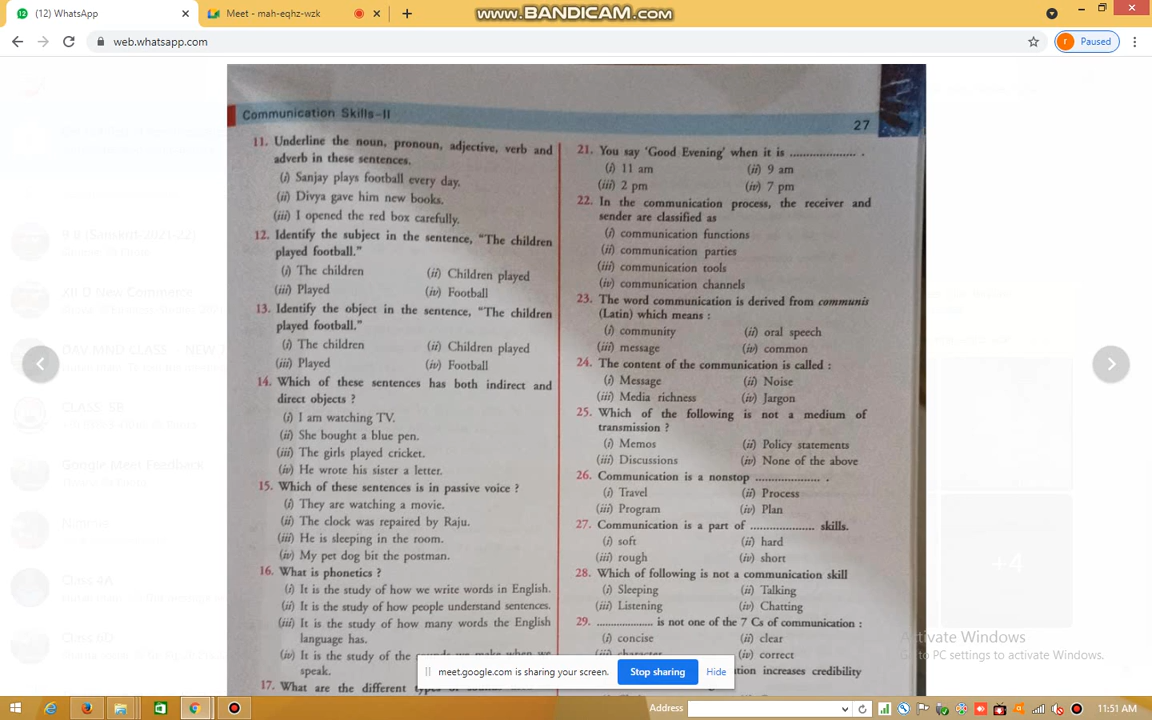 (12) WhatsApp
Meet - mah-eqhz-wzk
www.BANDICAM.com
web.whatsapp.com
r Paused
Communication Skills-II
27
11. Underline the noun, pronoun, adjective, verb and
adverb in these sentences.
(i) Sanjay plays football every day.
(ii) Divya gave him new books.
(iii) I opened the red box carefully.
12. Identify the subject in the sentence, "The children
played football."
(i) The children (ii) Children played
(iii) Played (iv) Football
13. Identify the object in the sentence, "The children
played football."
(i) The children (ii) Children played
(iii) Played (iv) Football
14. Which of these sentences has both indirect and
direct objects ?
(i) I am watching TV.
(ii) She bought a blue pen.
(iii) The girls played cricket.
(iv) He wrote his sister a letter.
15. Which of these sentences is in passive voice ?
(i) They are watching a movie.
(ii) The clock was repaired by Raju.
(iii) He is sleeping in the room.
(iv) My pet dog bit the postman.
16. What is phonetics ?
(i) It is the study of how we write words in English.
(ii) It is the study of how people understand sentences.
(iii) It is the study of how many words the English
language has.
(iv) It is the study of the we make when we
speak.
17. What are the different types of
21. You say 'Good Evening' when it is .................... .
(i) 11 am (ii) 9 am
(iii) 2 pm (iv) 7 pm
22. In the communication process, the receiver and
sender are classified as
(i) communication functions
(ii) communication parties
(iii) communication tools
(iv) communication channels
23. The word communication is derived from communis
(Latin) which means :
(i) community (ii) oral speech
(iii) message (iv) common
24. The content of the communication is called :
(i) Message (ii) Noise
(iii) Media richness (iv) Jargon
25. Which of the following is not a medium of
transmission ?
(i) Memos (ii) Policy statements
(iii) Discussions (iv) None of the above
26. Communication is a nonstop .................... .
(i) Travel (ii) Process
(iii) Program (iv) Plan
27. Communication is a part of .................... skills.
(i) soft (ii) hard
(iii) rough (iv) short
28. Which of following is not a communication skill
(i) Sleeping (ii) Talking
(iii) Listening (iv) Chatting
29. .................... is not one of the 7 Cs of communication :
(i) concise (ii) clear
(iii) character (iv) correct
increases credibility
+4
Activate Windows
Go to PC settings to activate Windows.
meet.google.com is sharing your screen. Stop sharing Hide
Address
11:51 AM